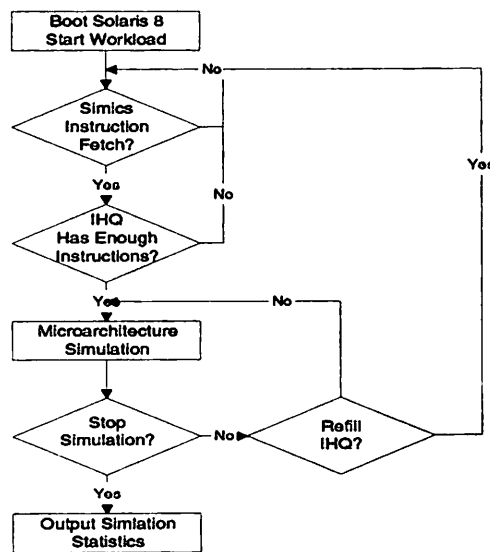 Boot Solaris 8
Start Workload
No
Simics
Instruction
Fetch?
Yes
Yes
No
IHQ
Has Enough
Instructions?
Yes
No
Microarchitecture
Simulation
Stop
Simulation?
No
Refill
IHQ?
Yes
Output Simlation
Statistics